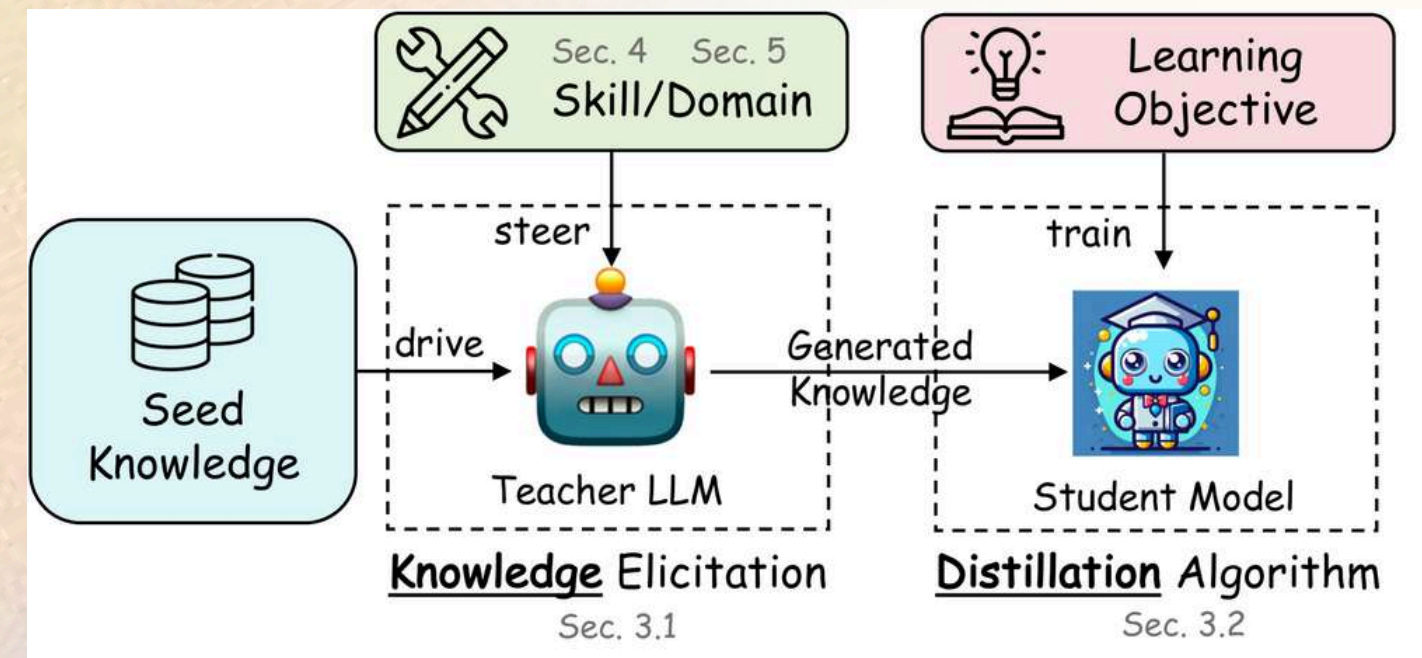 Sec. 4 Sec. 5
Skill/Domain
Learning
Objective
steer
train
drive
Generated
Knowledge
Seed
Knowledge
Teacher LLM
Student Model
Knowledge Elicitation
Sec. 3.1
Distillation Algorithm
Sec. 3.2